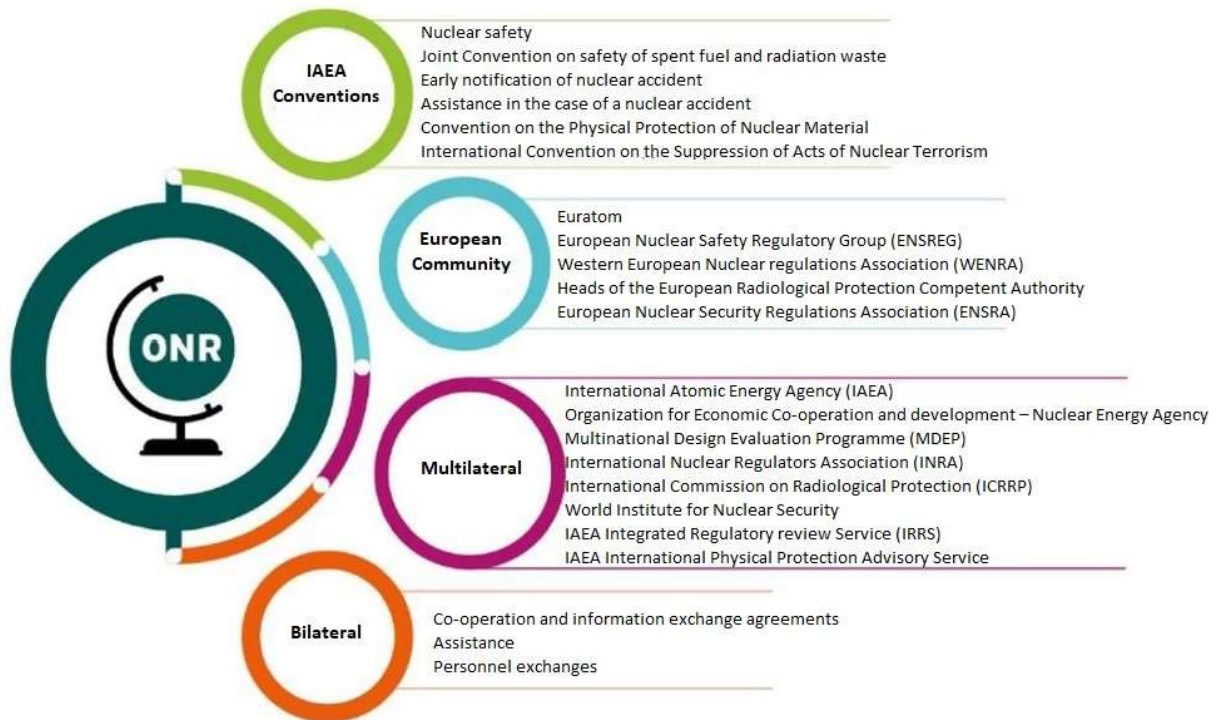 IAEA
Conventions
Nuclear safety
Joint Convention on safety of spent fuel and radiation waste
Early notification of nuclear accident
Assistance in the case of a nuclear accident
Convention on the Physical Protection of Nuclear Material
International Convention on the Suppression of Acts of Nuclear Terrorism
European
Community
Euratom
European Nuclear Safety Regulatory Group (ENSREG)
Western European Nuclear regulations Association (WENRA)
Heads of the European Radiological Protection Competent Authority
European Nuclear Security Regulations Association (ENSRA)
ONR
Multilateral
International Atomic Energy Agency (IAEA)
Organization for Economic Co-operation and development – Nuclear Energy Agency
Multinational Design Evaluation Programme (MDEP)
International Nuclear Regulators Association (INRA)
International Commission on Radiological Protection (ICRRP)
World Institute for Nuclear Security
IAEA Integrated Regulatory review Service (IRRS)
IAEA International Physical Protection Advisory Service
Bilateral
Co-operation and information exchange agreements
Assistance
Personnel exchanges